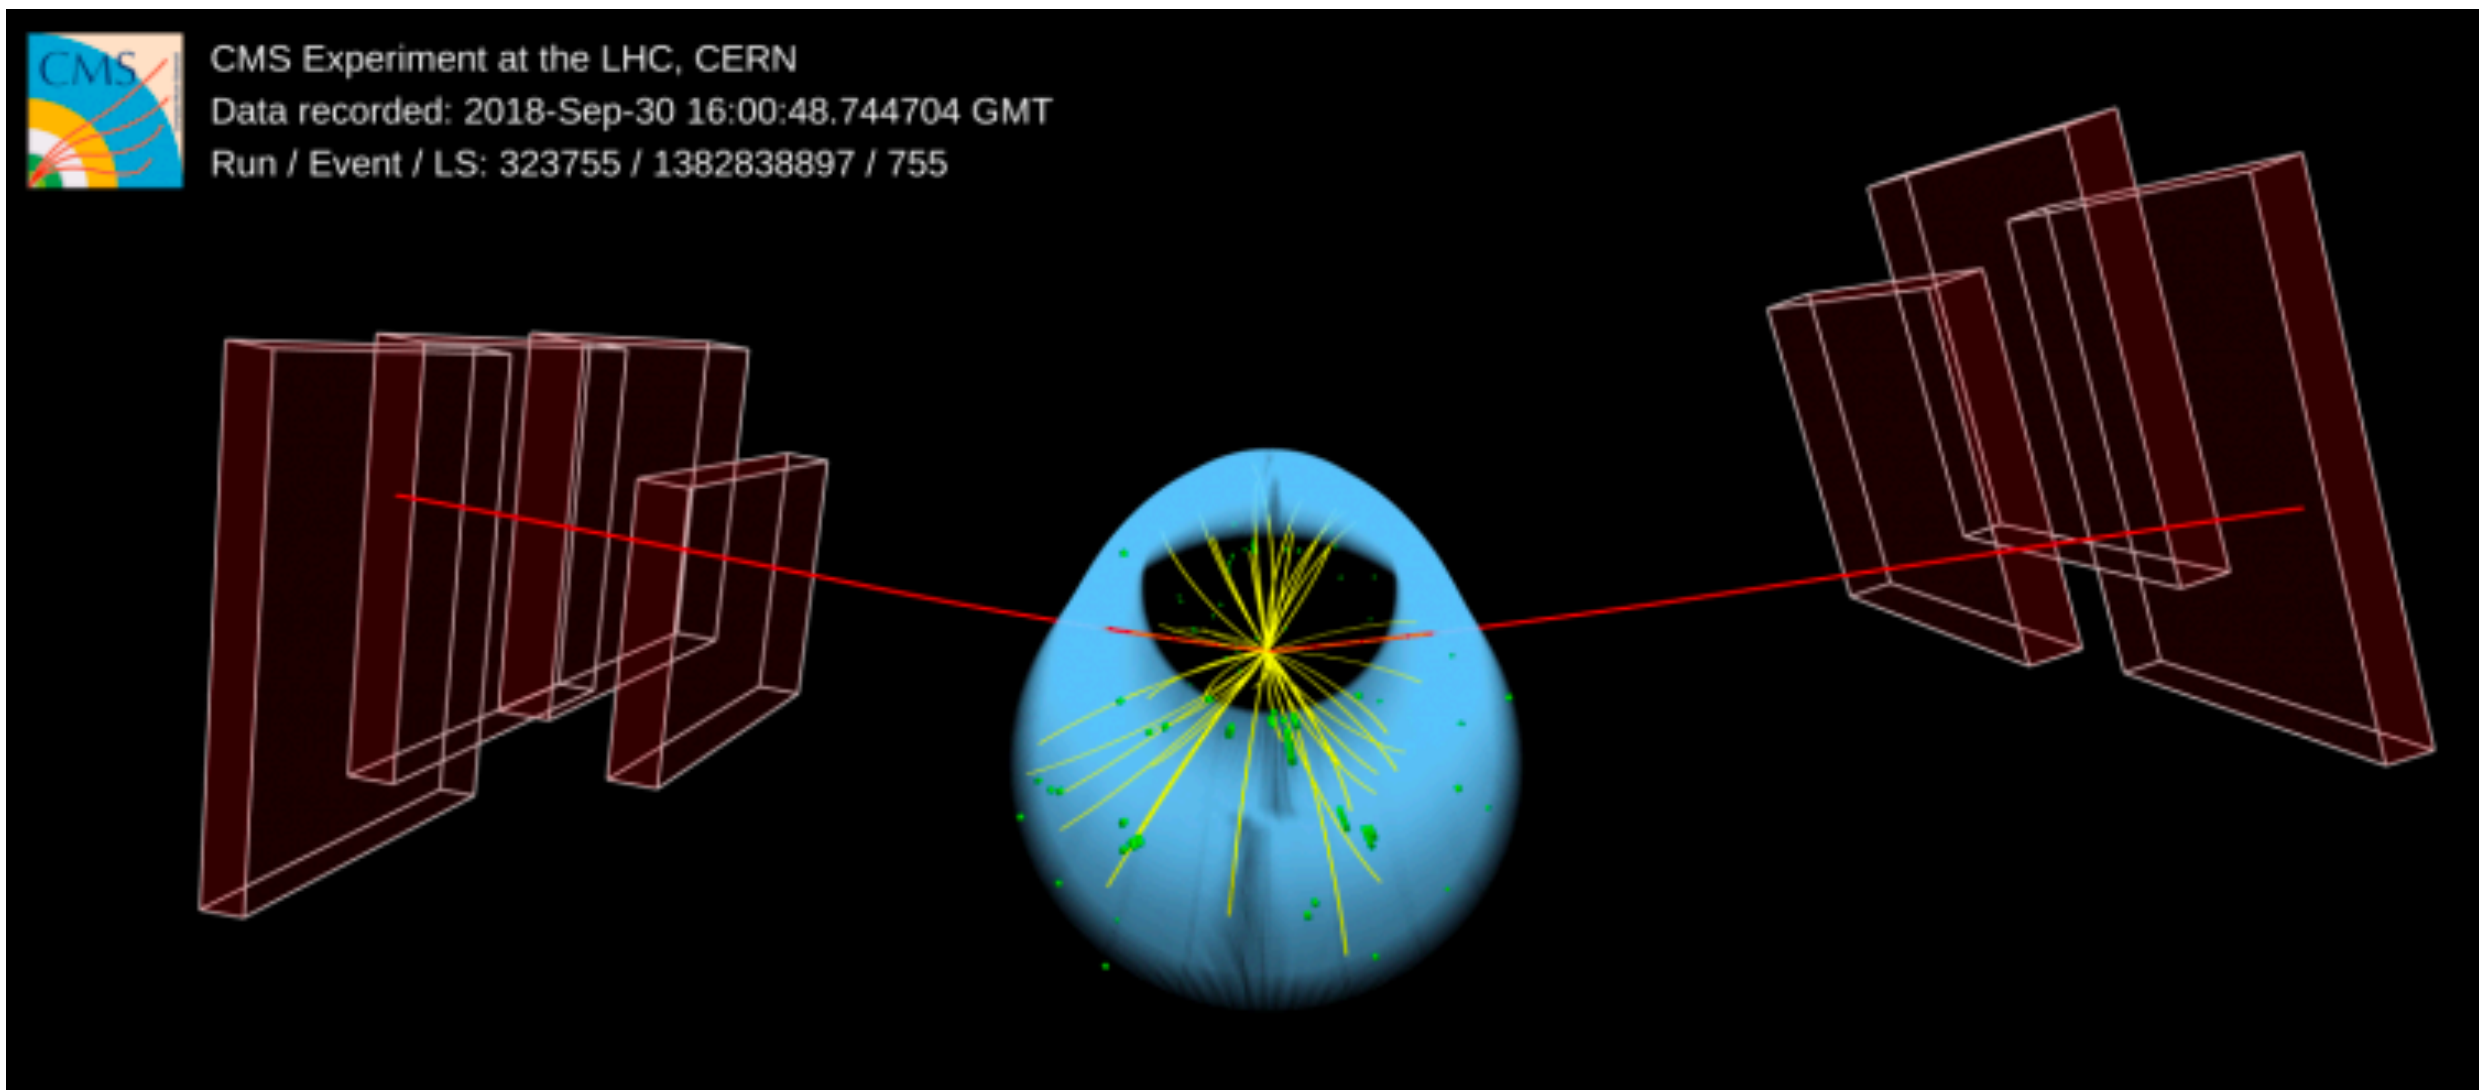 CMS
CMS Experiment at the LHC, CERN
Data recorded: 2018-Sep-30 16:00:48.744704 GMT
Run / Event / LS: 323755 / 1382838897 / 755